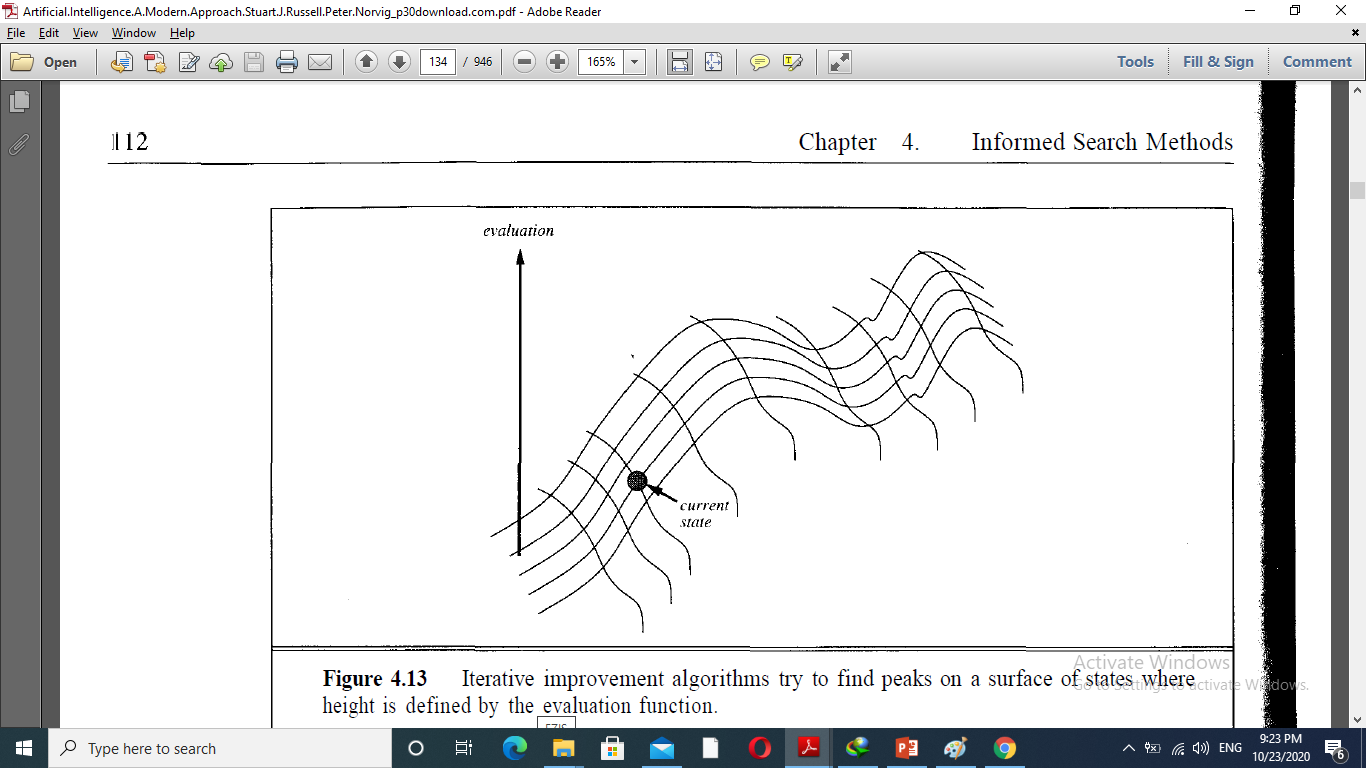 Artificial.Intelligence.A.Modern.Approach.Stuart.J.Russell.Peter.Norvig_p30download.com.pdf - Adobe Reader
File Edit View Window Help
Open 134 / 946 165% Tools Fill & Sign Comment
112 Chapter 4. Informed Search Methods
evaluation
current
state
Figure 4.13 Iterative improvement algorithms try to find peaks on a surface of states where
height is defined by the evaluation function.
Activate Windows
Go to Settings to activate Windows.
Type here to search
ENG
9:23 PM
10/23/2020
6